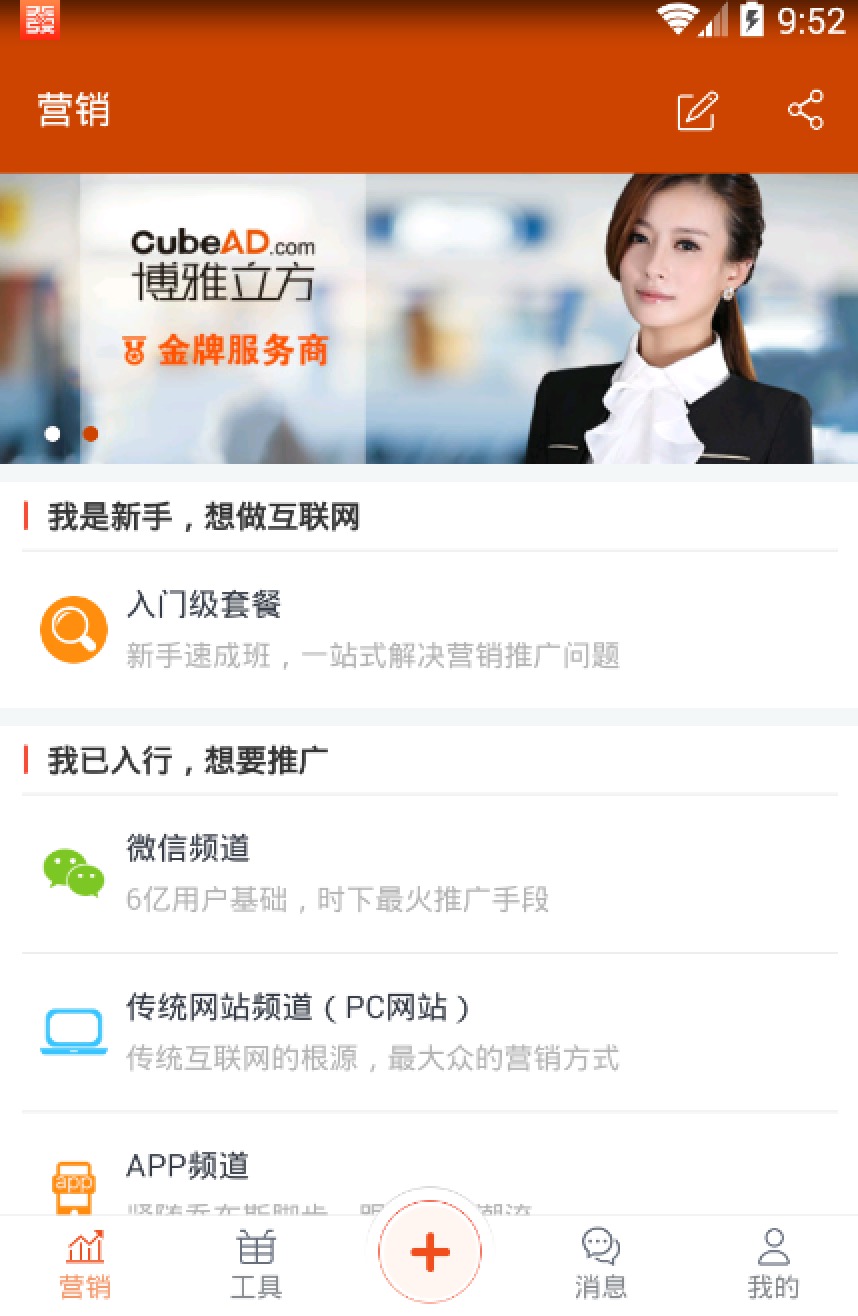 9:52
营销
CubeAD.com
博雅立方
金牌服务商
我是新手，想做互联网
入门级套餐
新手速成班，一站式解决营销推广问题
我已入行，想要推广
微信频道
6亿用户基础，时下最火推广手段
传统网站频道（PC网站）
传统互联网的根源，最大众的营销方式
APP频道
app
营销
工具
消息
我的